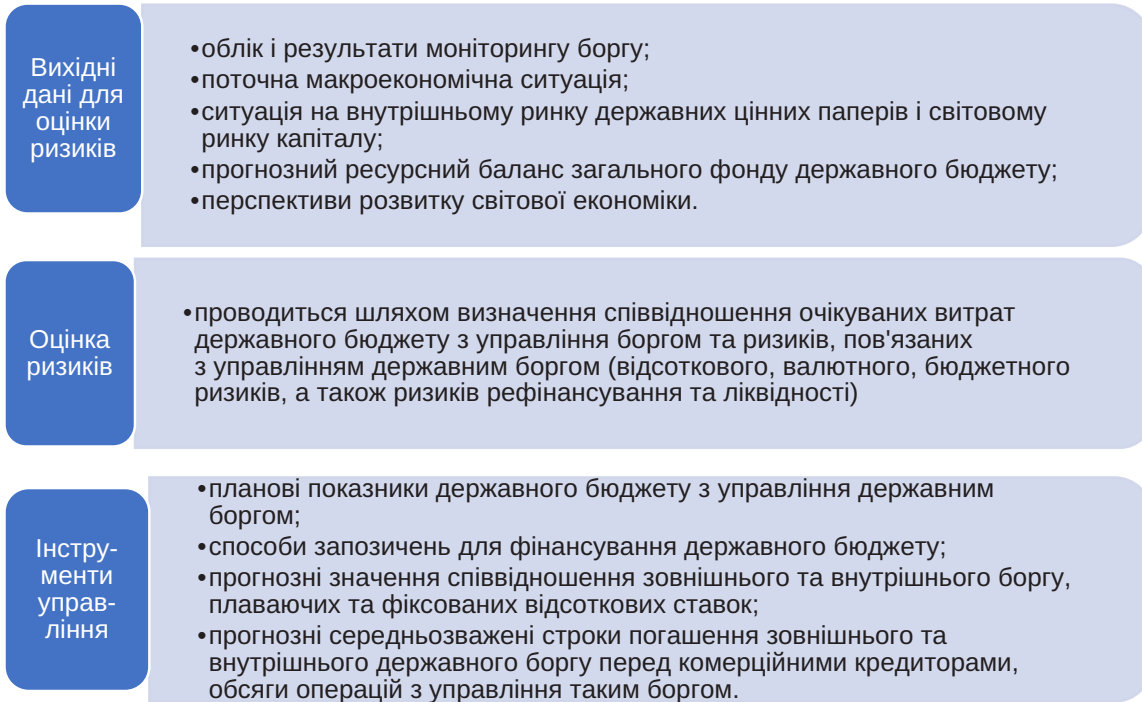 Вихідні
дані для
оцінки
ризиків
•облік і результати моніторингу боргу;
•поточна макроекономічна ситуація;
•ситуація на внутрішньому ринку державних цінних паперів і світовому
ринку капіталу;
•прогнозний ресурсний баланс загального фонду державного бюджету;
•перспективи розвитку світової економіки.
Оцінка
ризиків
•проводиться шляхом визначення співвідношення очікуваних витрат
державного бюджету з управління боргом та ризиків, пов'язаних
з управлінням державним боргом (відсоткового, валютного, бюджетного
ризиків, а також ризиків рефінансування та ліквідності)
Інстру-
менти
управ-
ління
•планові показники державного бюджету з управління державним
боргом;
•способи запозичень для фінансування державного бюджету;
•прогнозні значення співвідношення зовнішнього та внутрішнього боргу,
плаваючих та фіксованих відсоткових ставок;
•прогнозні середньозважені строки погашення зовнішнього та
внутрішнього державного боргу перед комерційними кредиторами,
обсяги операцій з управління таким боргом.